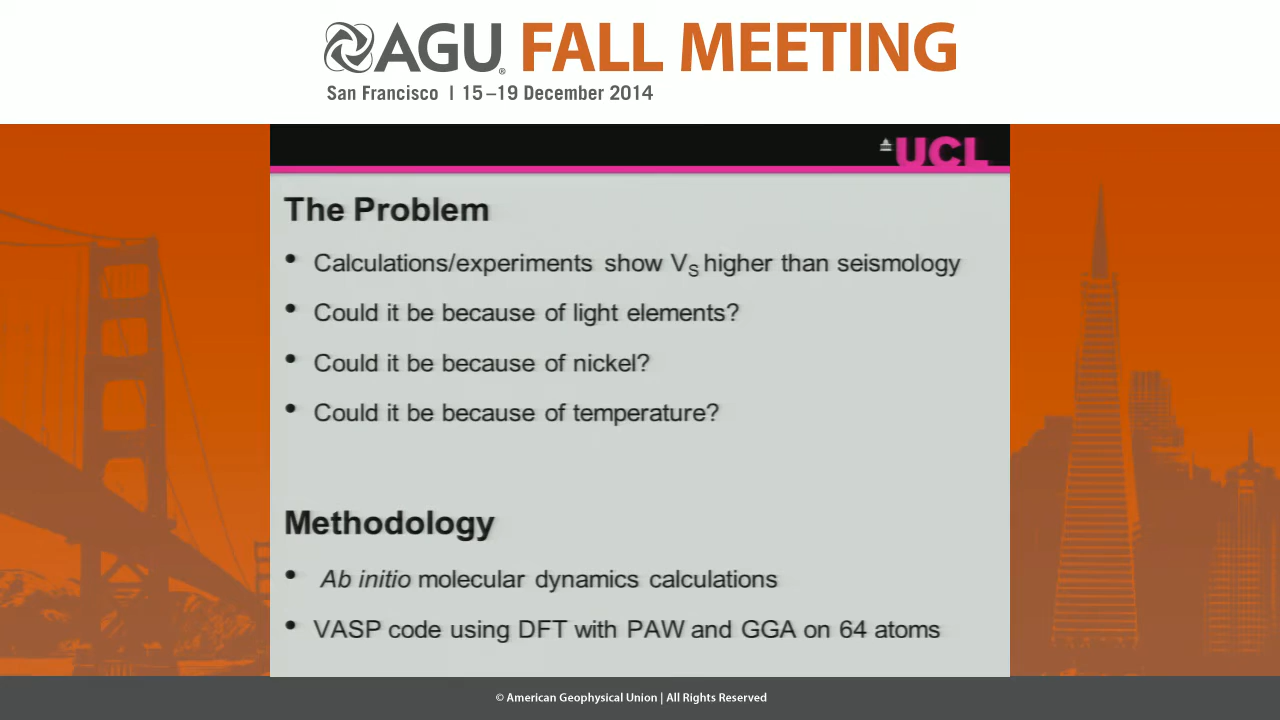 AGU® FALL MEETING
San Francisco | 15–19 December 2014
UCL
The Problem
• Calculations/experiments show VS higher than seismology
• Could it be because of light elements?
• Could it be because of nickel?
• Could it be because of temperature?
Methodology
• Ab initio molecular dynamics calculations
• VASP code using DFT with PAW and GGA on 64 atoms
© American Geophysical Union | All Rights Reserved